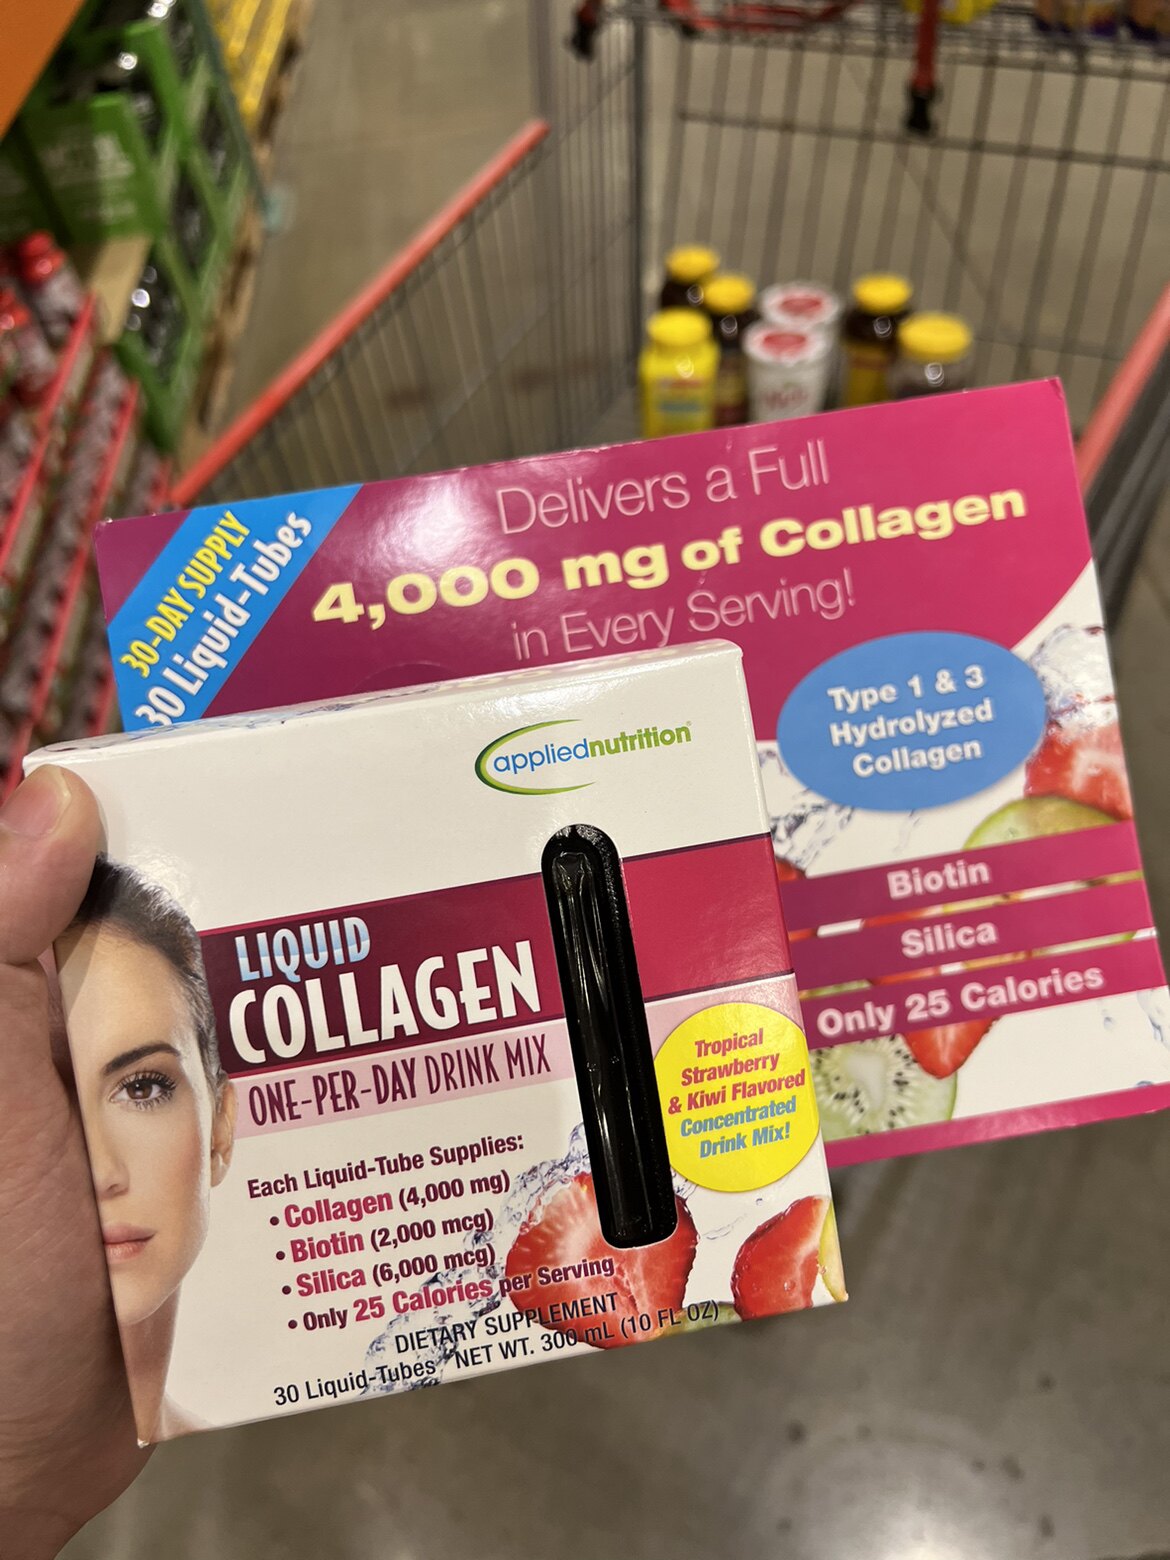 30-DAY SUPPLY
30 Liquid-Tubes
Delivers a Full
4,000 mg of Collagen
in Every Serving!
Type 1 & 3
Hydrolyzed
Collagen
Biotin
Silica
Only 25 Calories
appliednutrition®
LIQUID
COLLAGEN
ONE-PER-DAY DRINK MIX
Tropical
Strawberry
& Kiwi Flavored
Concentrated
Drink Mix!
Each Liquid-Tube Supplies:
• Collagen (4,000 mg)
• Biotin (2,000 mcg)
• Silica (6,000 mcg)
• Only 25 Calories per Serving
DIETARY SUPPLEMENT
30 Liquid-Tubes NET WT. 300 mL (10 FL OZ)